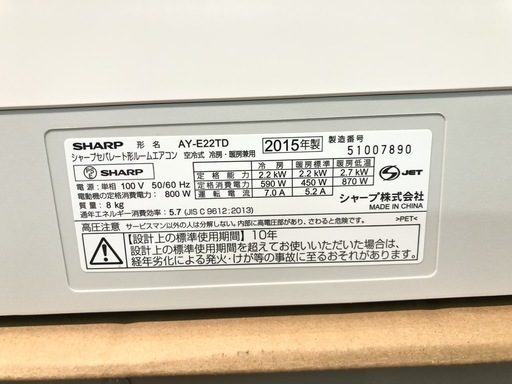 SHARP 形名 AY-E22TD 2015年製 製造番号 51007890
シャープセパレート形ルームエアコン 空冷式 冷房・暖房兼用
SHARP
電源:単相 100V 50/60 Hz
電動機の定格消費電力: 800 W
質量 8 kg
冷房 暖房標準 暖房低温
定格能力 2.2 kW 2.2 kW 2.7 kW
定格消費電力 590 W 450 W 870 W
運転電流 7.0 A 5.2 A
S JET
通年エネルギー消費効率: 5.7 (JIS C 9612:2013)
シャープ株式会社
MADE IN CHINA
高圧注意 サービスマン以外の人は分解しない。内部に高電圧部があり、さわると危険です。
>PET<
【設計上の標準使用期間】10年
設計上の標準使用期間を超えてお使いいただいた場合は、
経年劣化による発火・けが等の事故に至るおそれがあります。